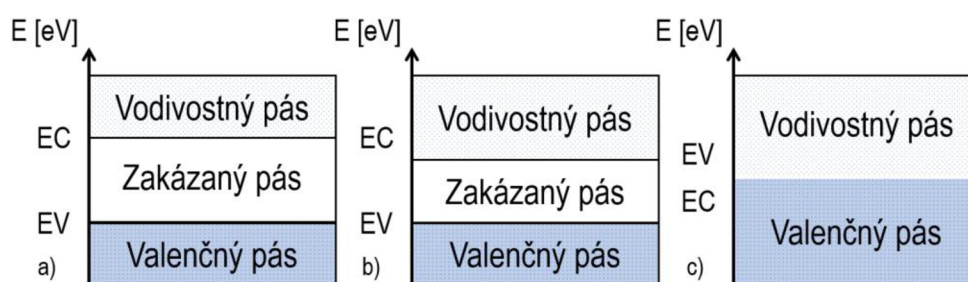 E [eV]
Vodivostný pás
EC
Zakázaný pás
EV
Valenčný pás
a)
E [eV]
Vodivostný pás
EC
Zakázaný pás
EV
Valenčný pás
b)
E [eV]
Vodivostný pás
EV
EC
Valenčný pás
c)